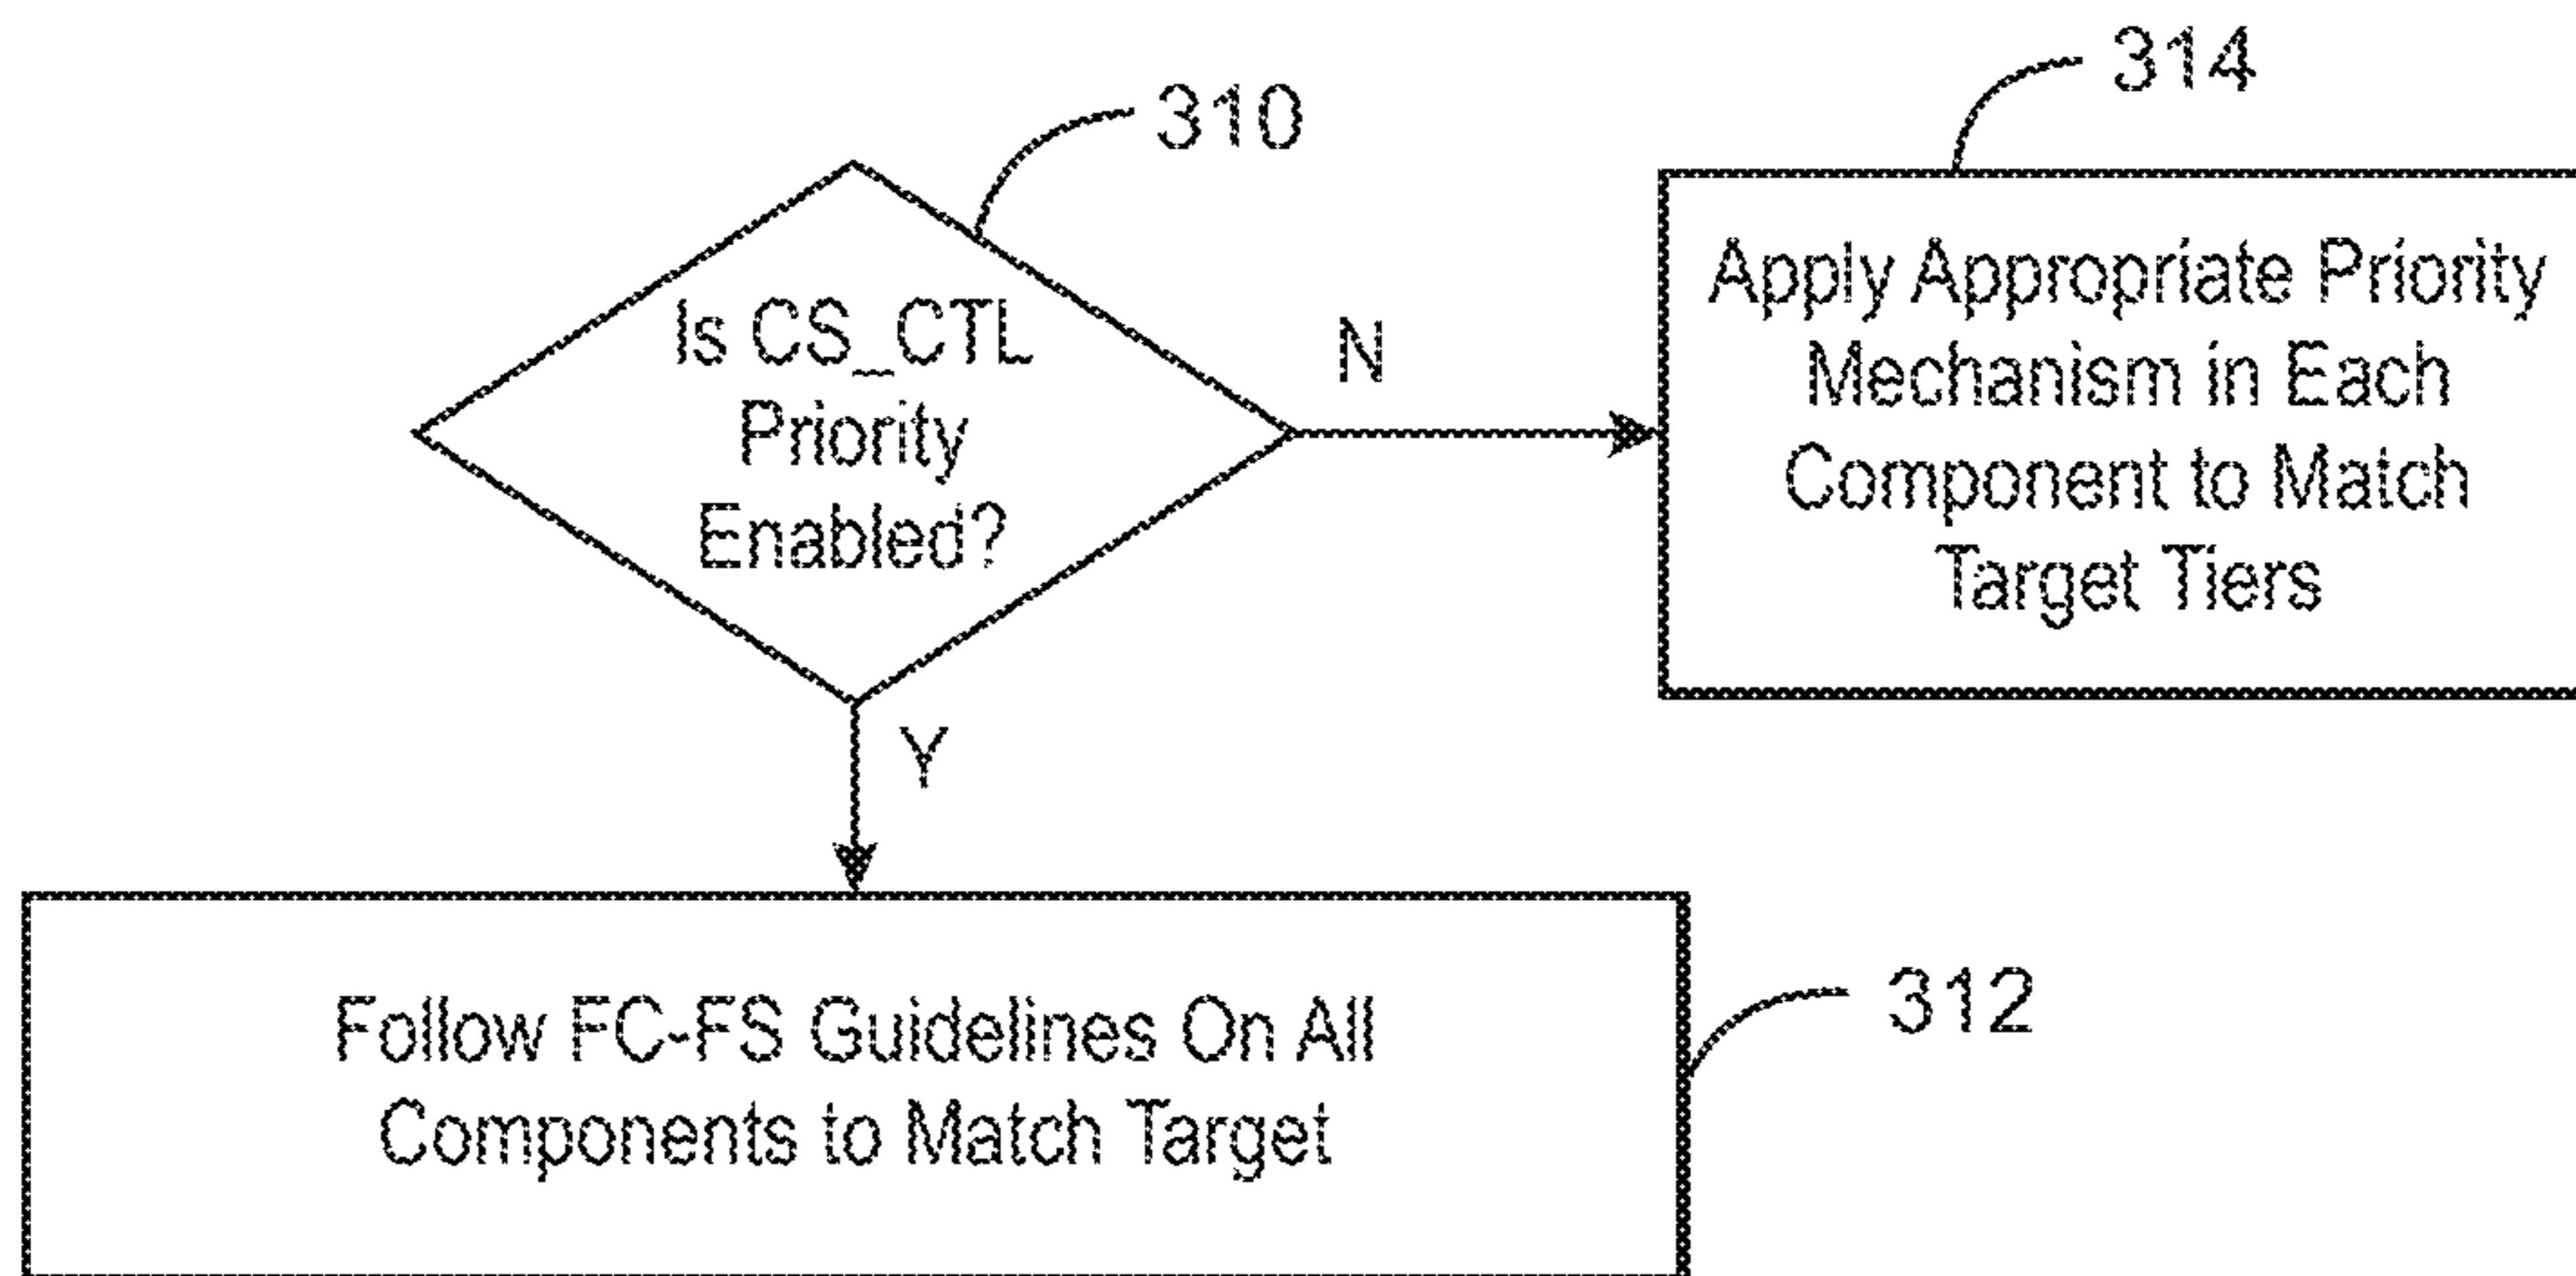 310
Is CS_CTL
Priority
Enabled?
N
Y
314
Apply Appropriate Priority
Mechanism in Each
Component to Match
Target Tiers
Follow FC-FS Guidelines On All
Components to Match Target
312